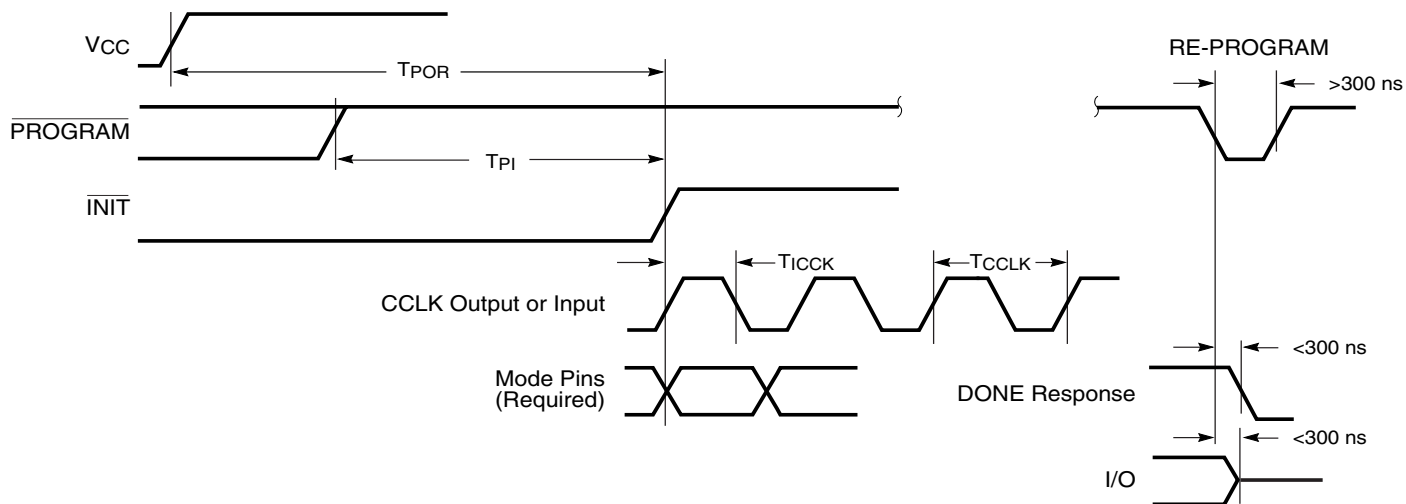 VCC
TPOR
RE-PROGRAM
>300 ns
PROGRAM
TPI
INIT
TICCK
TCCLK
CCLK Output or Input
<300 ns
Mode Pins
(Required)
DONE Response
<300 ns
I/O